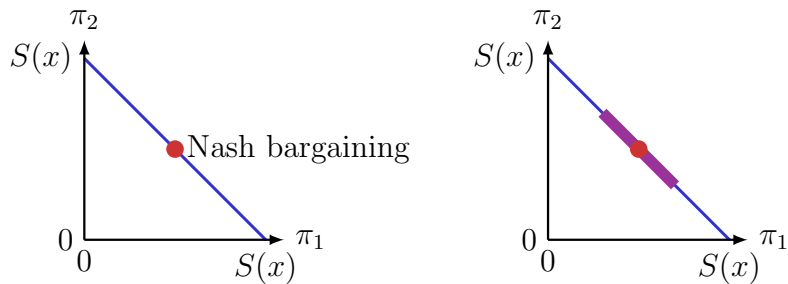 π₂
S(x)
Nash bargaining
0
π₁
0
S(x)
π₂
S(x)
0
π₁
0
S(x)